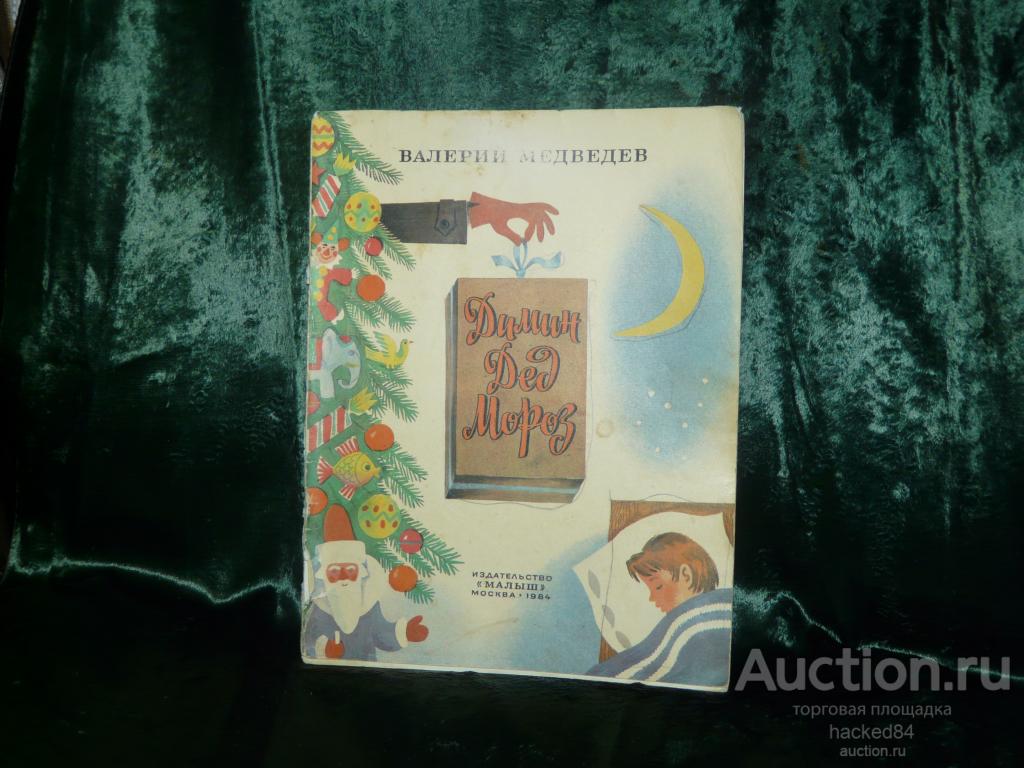 ВАЛЕРИЙ МЕДВЕДЕВ
Димин
Дед
Мороз
ИЗДАТЕЛЬСТВО
«МАЛЫШ»
МОСКВА • 1984
Auction.ru
торговая площадка
hacked84
auction.ru